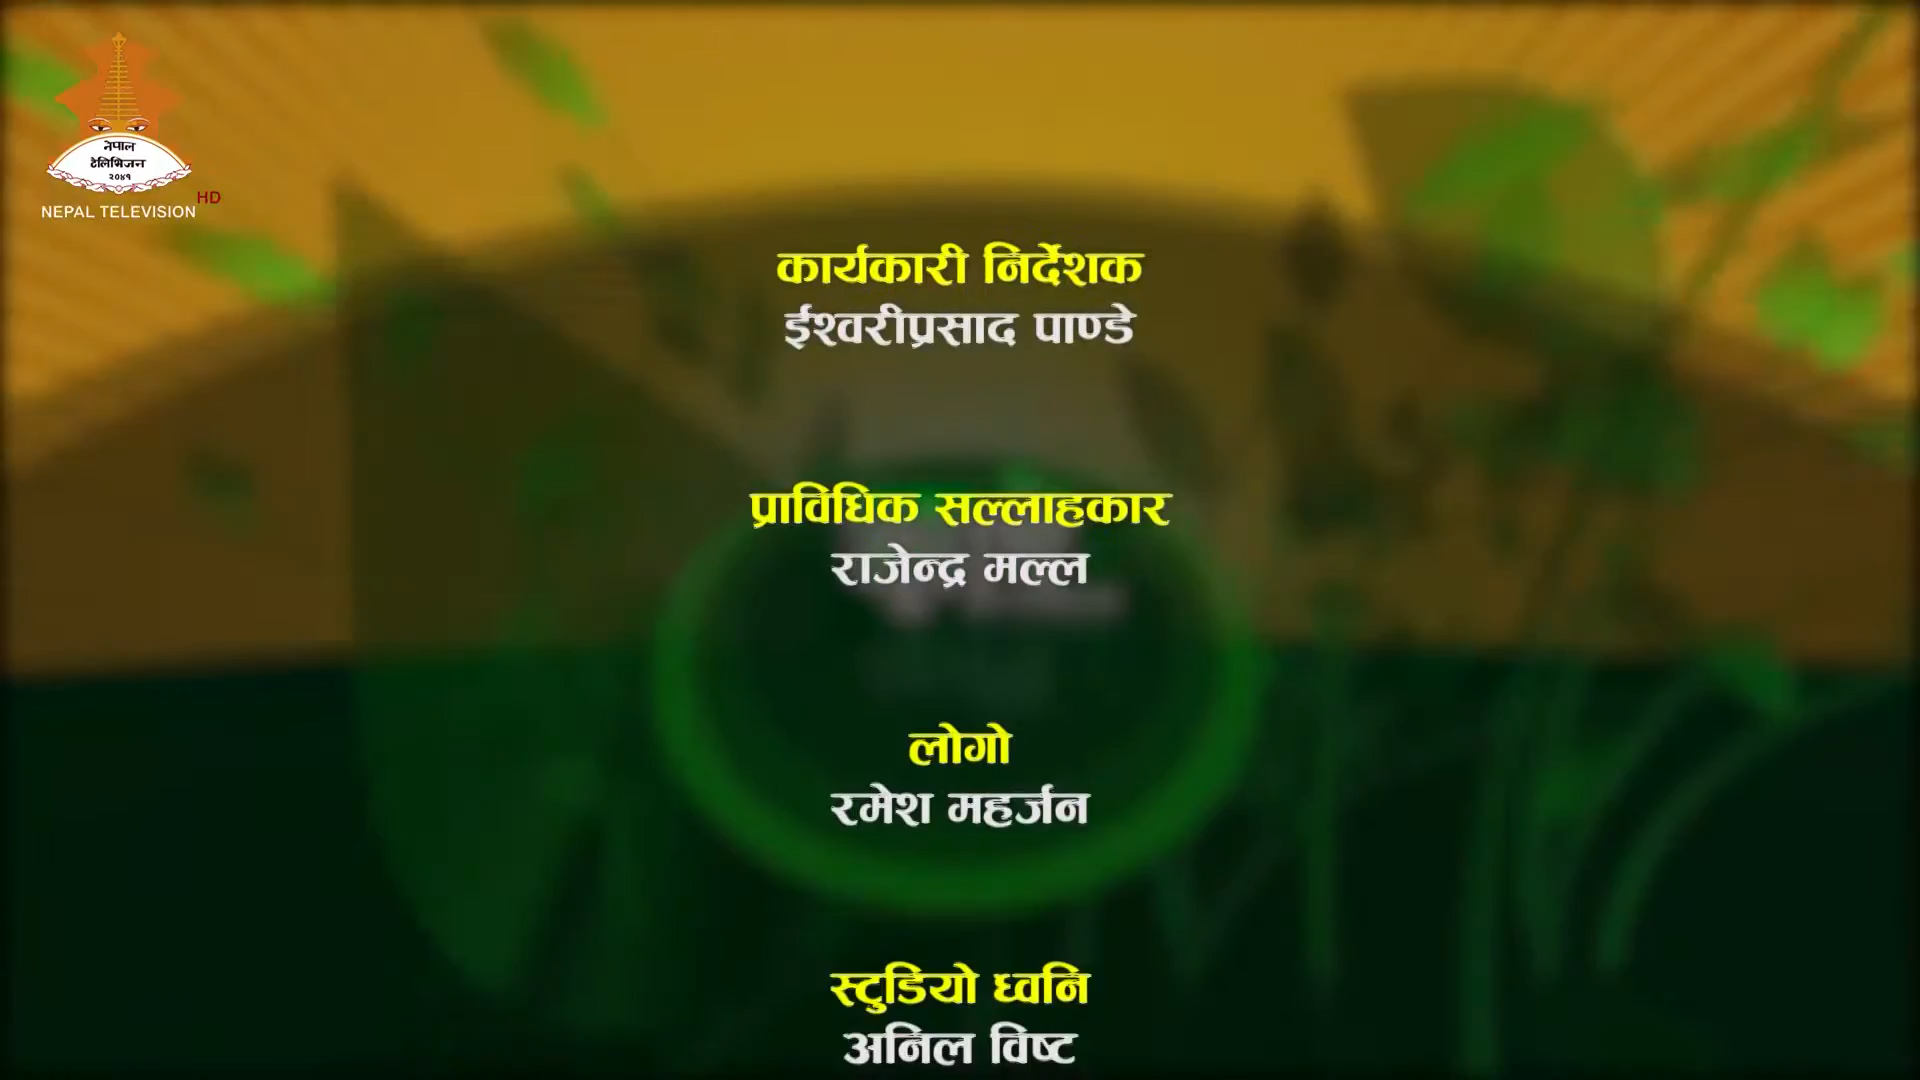 नेपाल
टेलिभिजन
२०४१
HD
NEPAL TELEVISION
कार्यकारी निर्देशक
ईश्वरीप्रसाद पाण्डे
प्राविधिक सल्लाहकार
राजेन्द्र मल्ल
लोगो
रमेश महर्जन
स्टुडियो ध्वनि
अनिल विष्ट